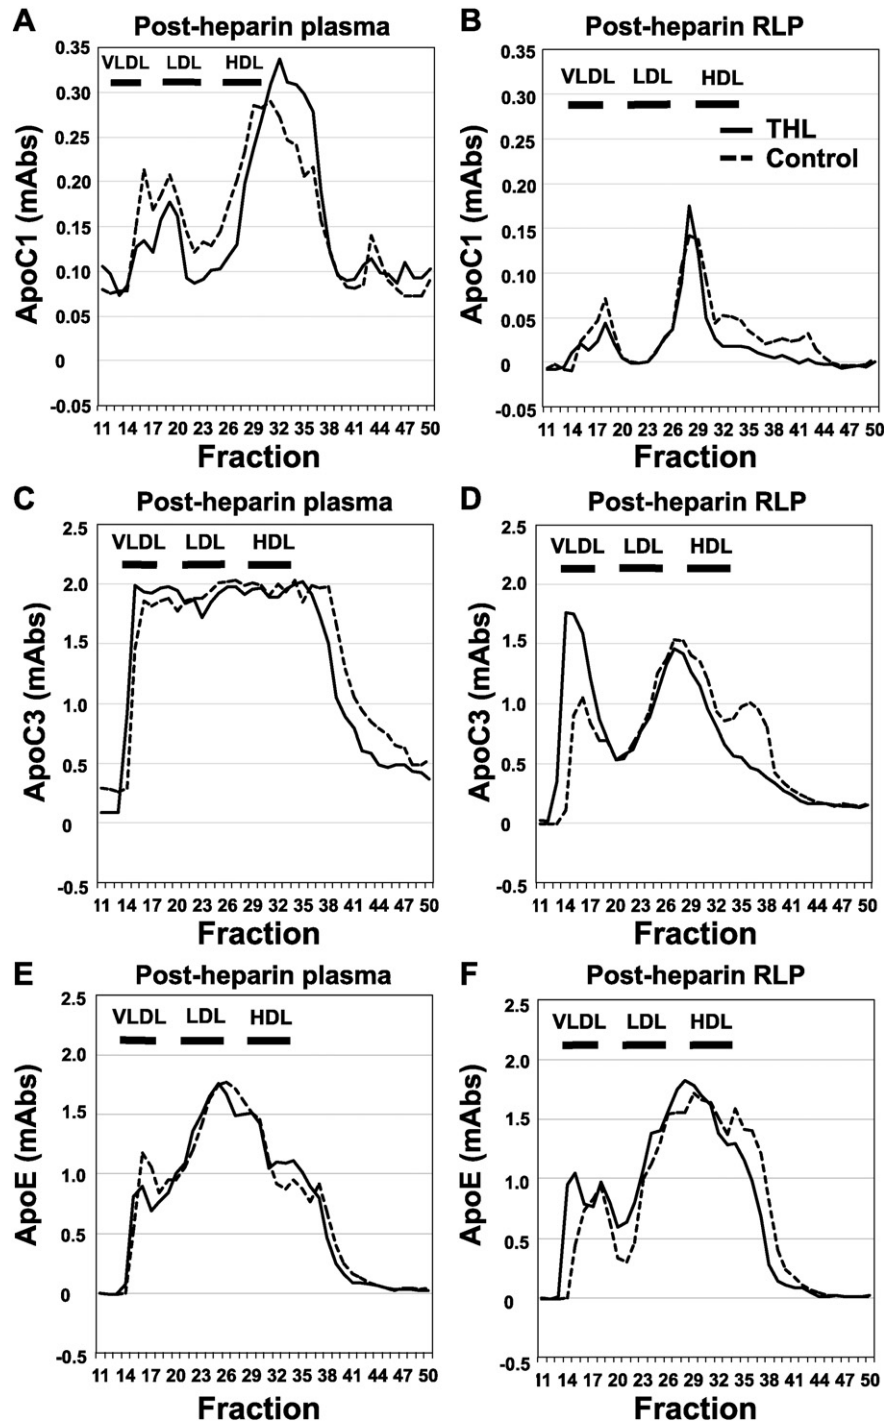 A Post-heparin plasma
ApoC1 (mAbs)
0.35
0.30
0.25
0.20
0.15
0.10
0.05
0
-0.05
VLDL LDL HDL
11 14 17 20 23 26 29 32 35 38 41 44 47 50
Fraction
B Post-heparin RLP
ApoC1 (mAbs)
0.35
0.30
0.25
0.20
0.15
0.10
0.05
0
-0.05
VLDL LDL HDL
THL
Control
11 14 17 20 23 26 29 32 35 38 41 44 47 50
Fraction
C Post-heparin plasma
ApoC3 (mAbs)
2.5
2.0
1.5
1.0
0.5
0
-0.5
VLDL LDL HDL
11 14 17 20 23 26 29 32 35 38 41 44 47 50
Fraction
D Post-heparin RLP
ApoC3 (mAbs)
2.5
2.0
1.5
1.0
0.5
0
-0.5
VLDL LDL HDL
11 14 17 20 23 26 29 32 35 38 41 44 47 50
Fraction
E Post-heparin plasma
ApoE (mAbs)
2.5
2.0
1.5
1.0
0.5
0
-0.5
VLDL LDL HDL
11 14 17 20 23 26 29 32 35 38 41 44 47 50
Fraction
F Post-heparin RLP
ApoE (mAbs)
2.5
2.0
1.5
1.0
0.5
0
-0.5
VLDL LDL HDL
11 14 17 20 23 26 29 32 35 38 41 44 47 50
Fraction